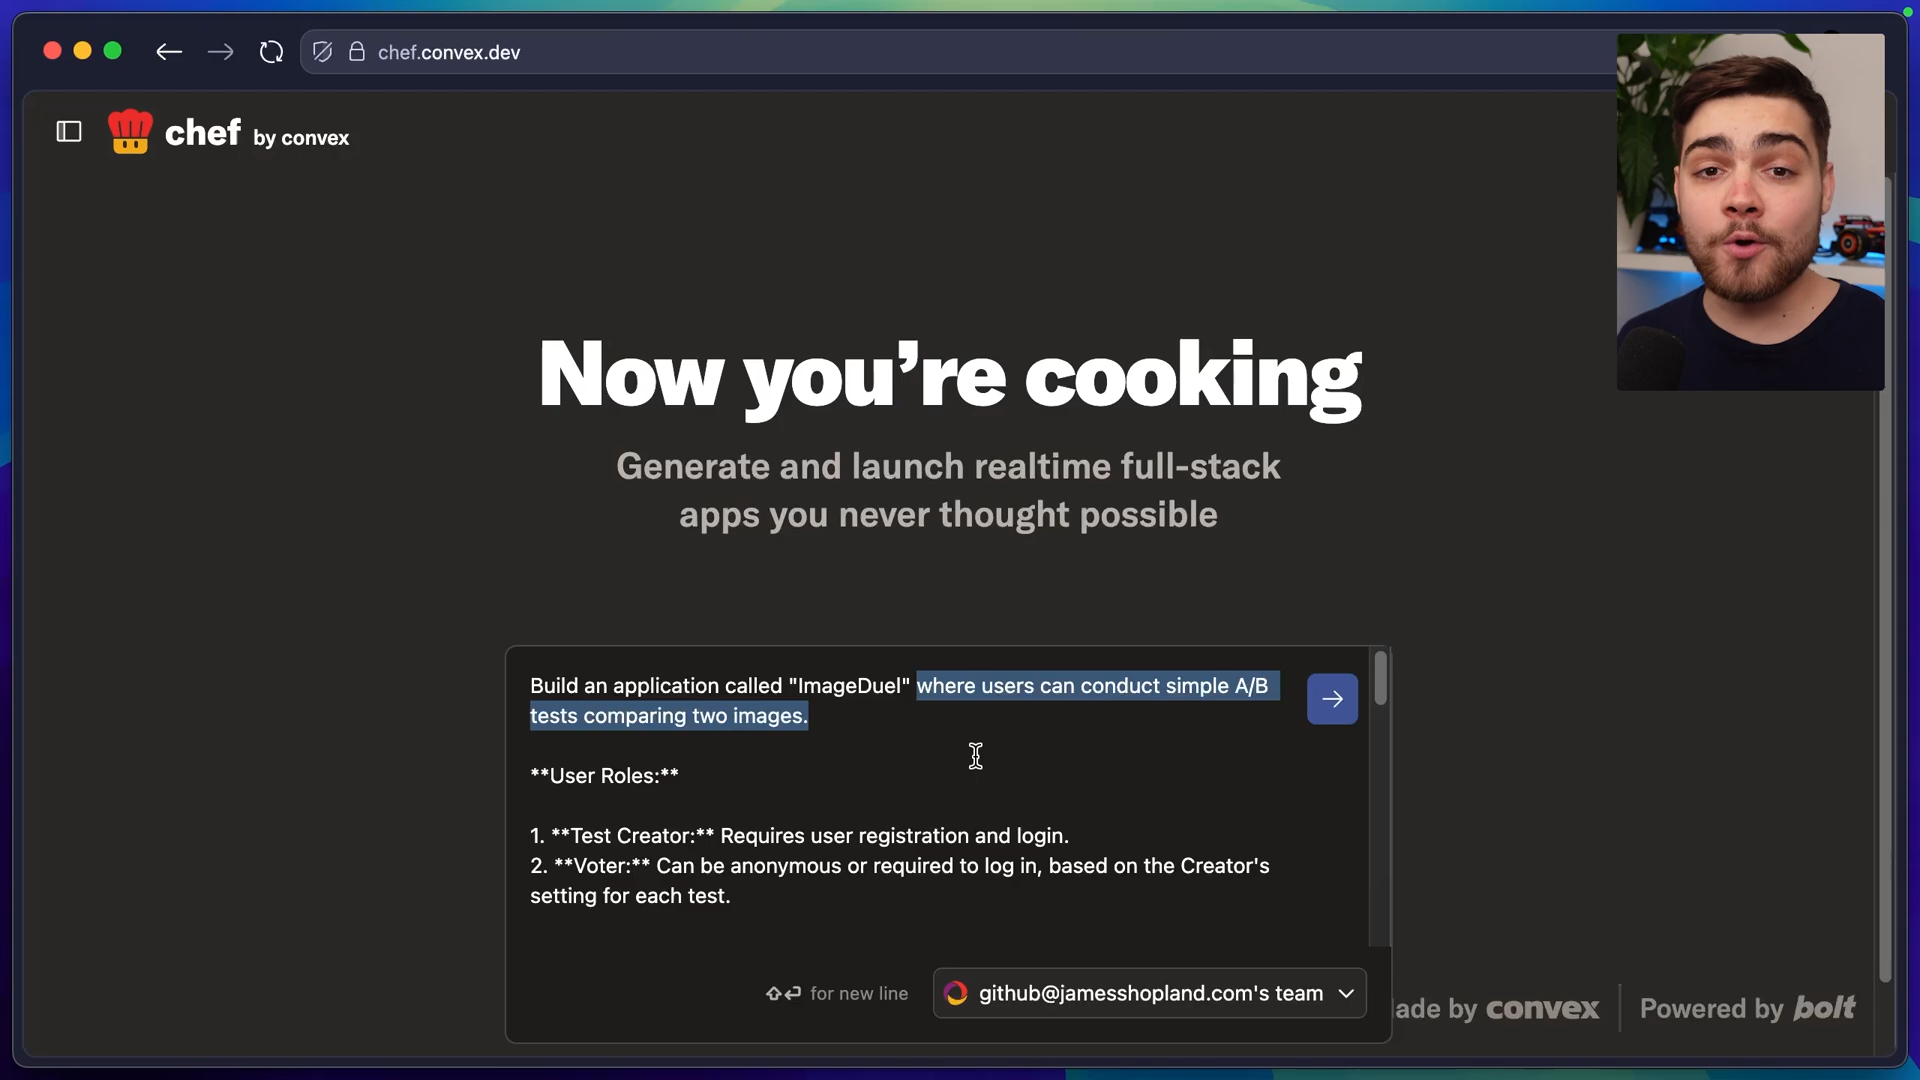 chef.convex.dev
chef by convex
Now you're cooking
Generate and launch realtime full-stack
apps you never thought possible
Build an application called "ImageDuel" where users can conduct simple A/B
tests comparing two images.
**User Roles:**
1. **Test Creator:** Requires user registration and login.
2. **Voter:** Can be anonymous or required to log in, based on the Creator's
setting for each test.
for new line
github@jamesshopland.com's team
ade by convex
Powered by bolt